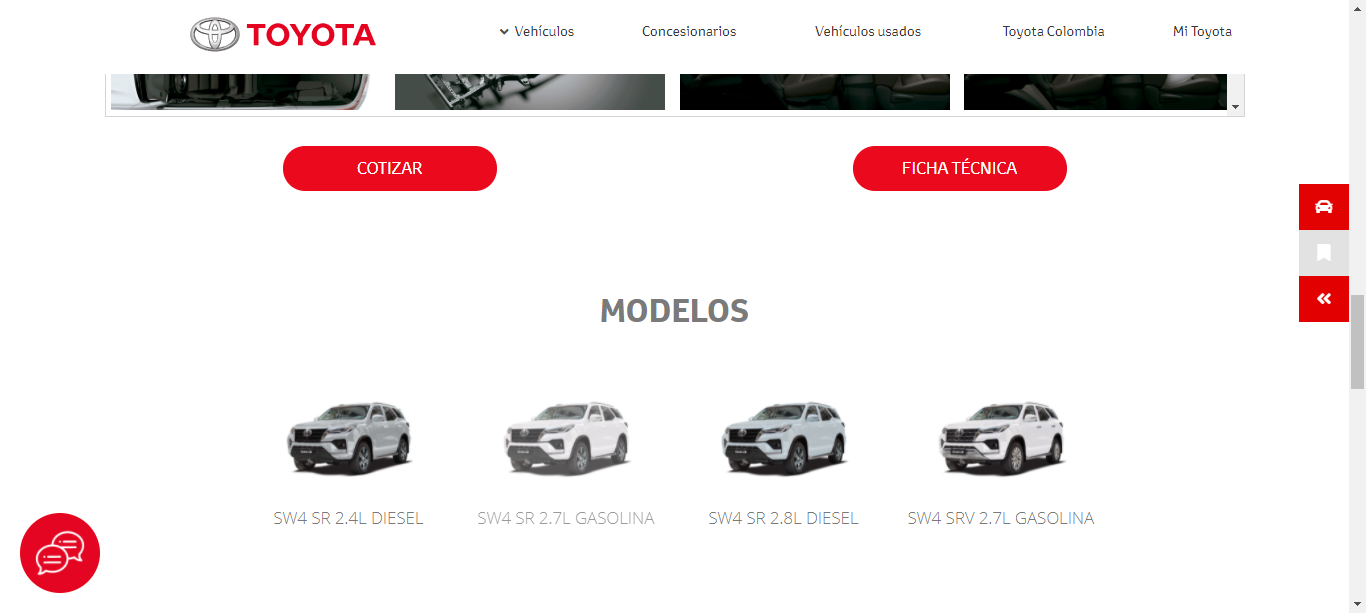 TOYOTA
Vehículos
Concesionarios
Vehículos usados
Toyota Colombia
Mi Toyota
COTIZAR
FICHA TÉCNICA
MODELOS
SW4 SR 2.4L DIESEL
SW4 SR 2.7L GASOLINA
SW4 SR 2.8L DIESEL
SW4 SRV 2.7L GASOLINA